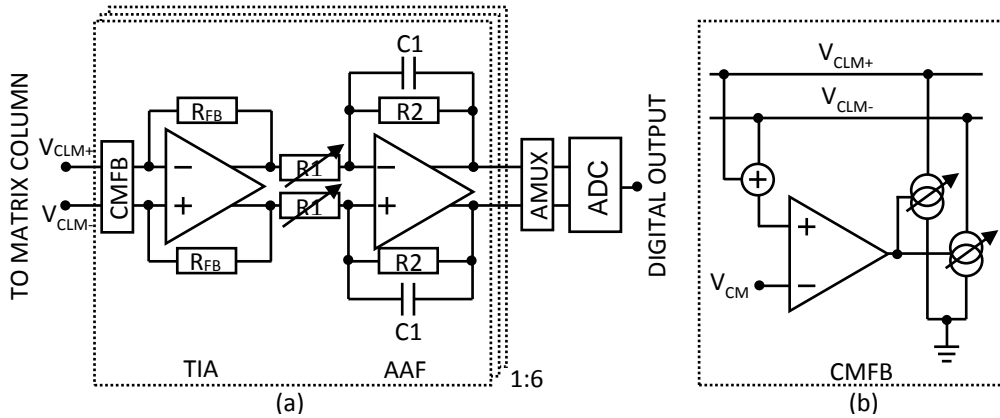 TO MATRIX COLUMN
V_CLM+
V_CLM-
CMFB
R_FB
−
+
R_FB
TIA
R1
R1
C1
R2
−
+
R2
C1
AAF
1:6
AMUX
ADC
DIGITAL OUTPUT
(a)
V_CLM+
V_CLM-
+
+
−
V_CM
CMFB
(b)